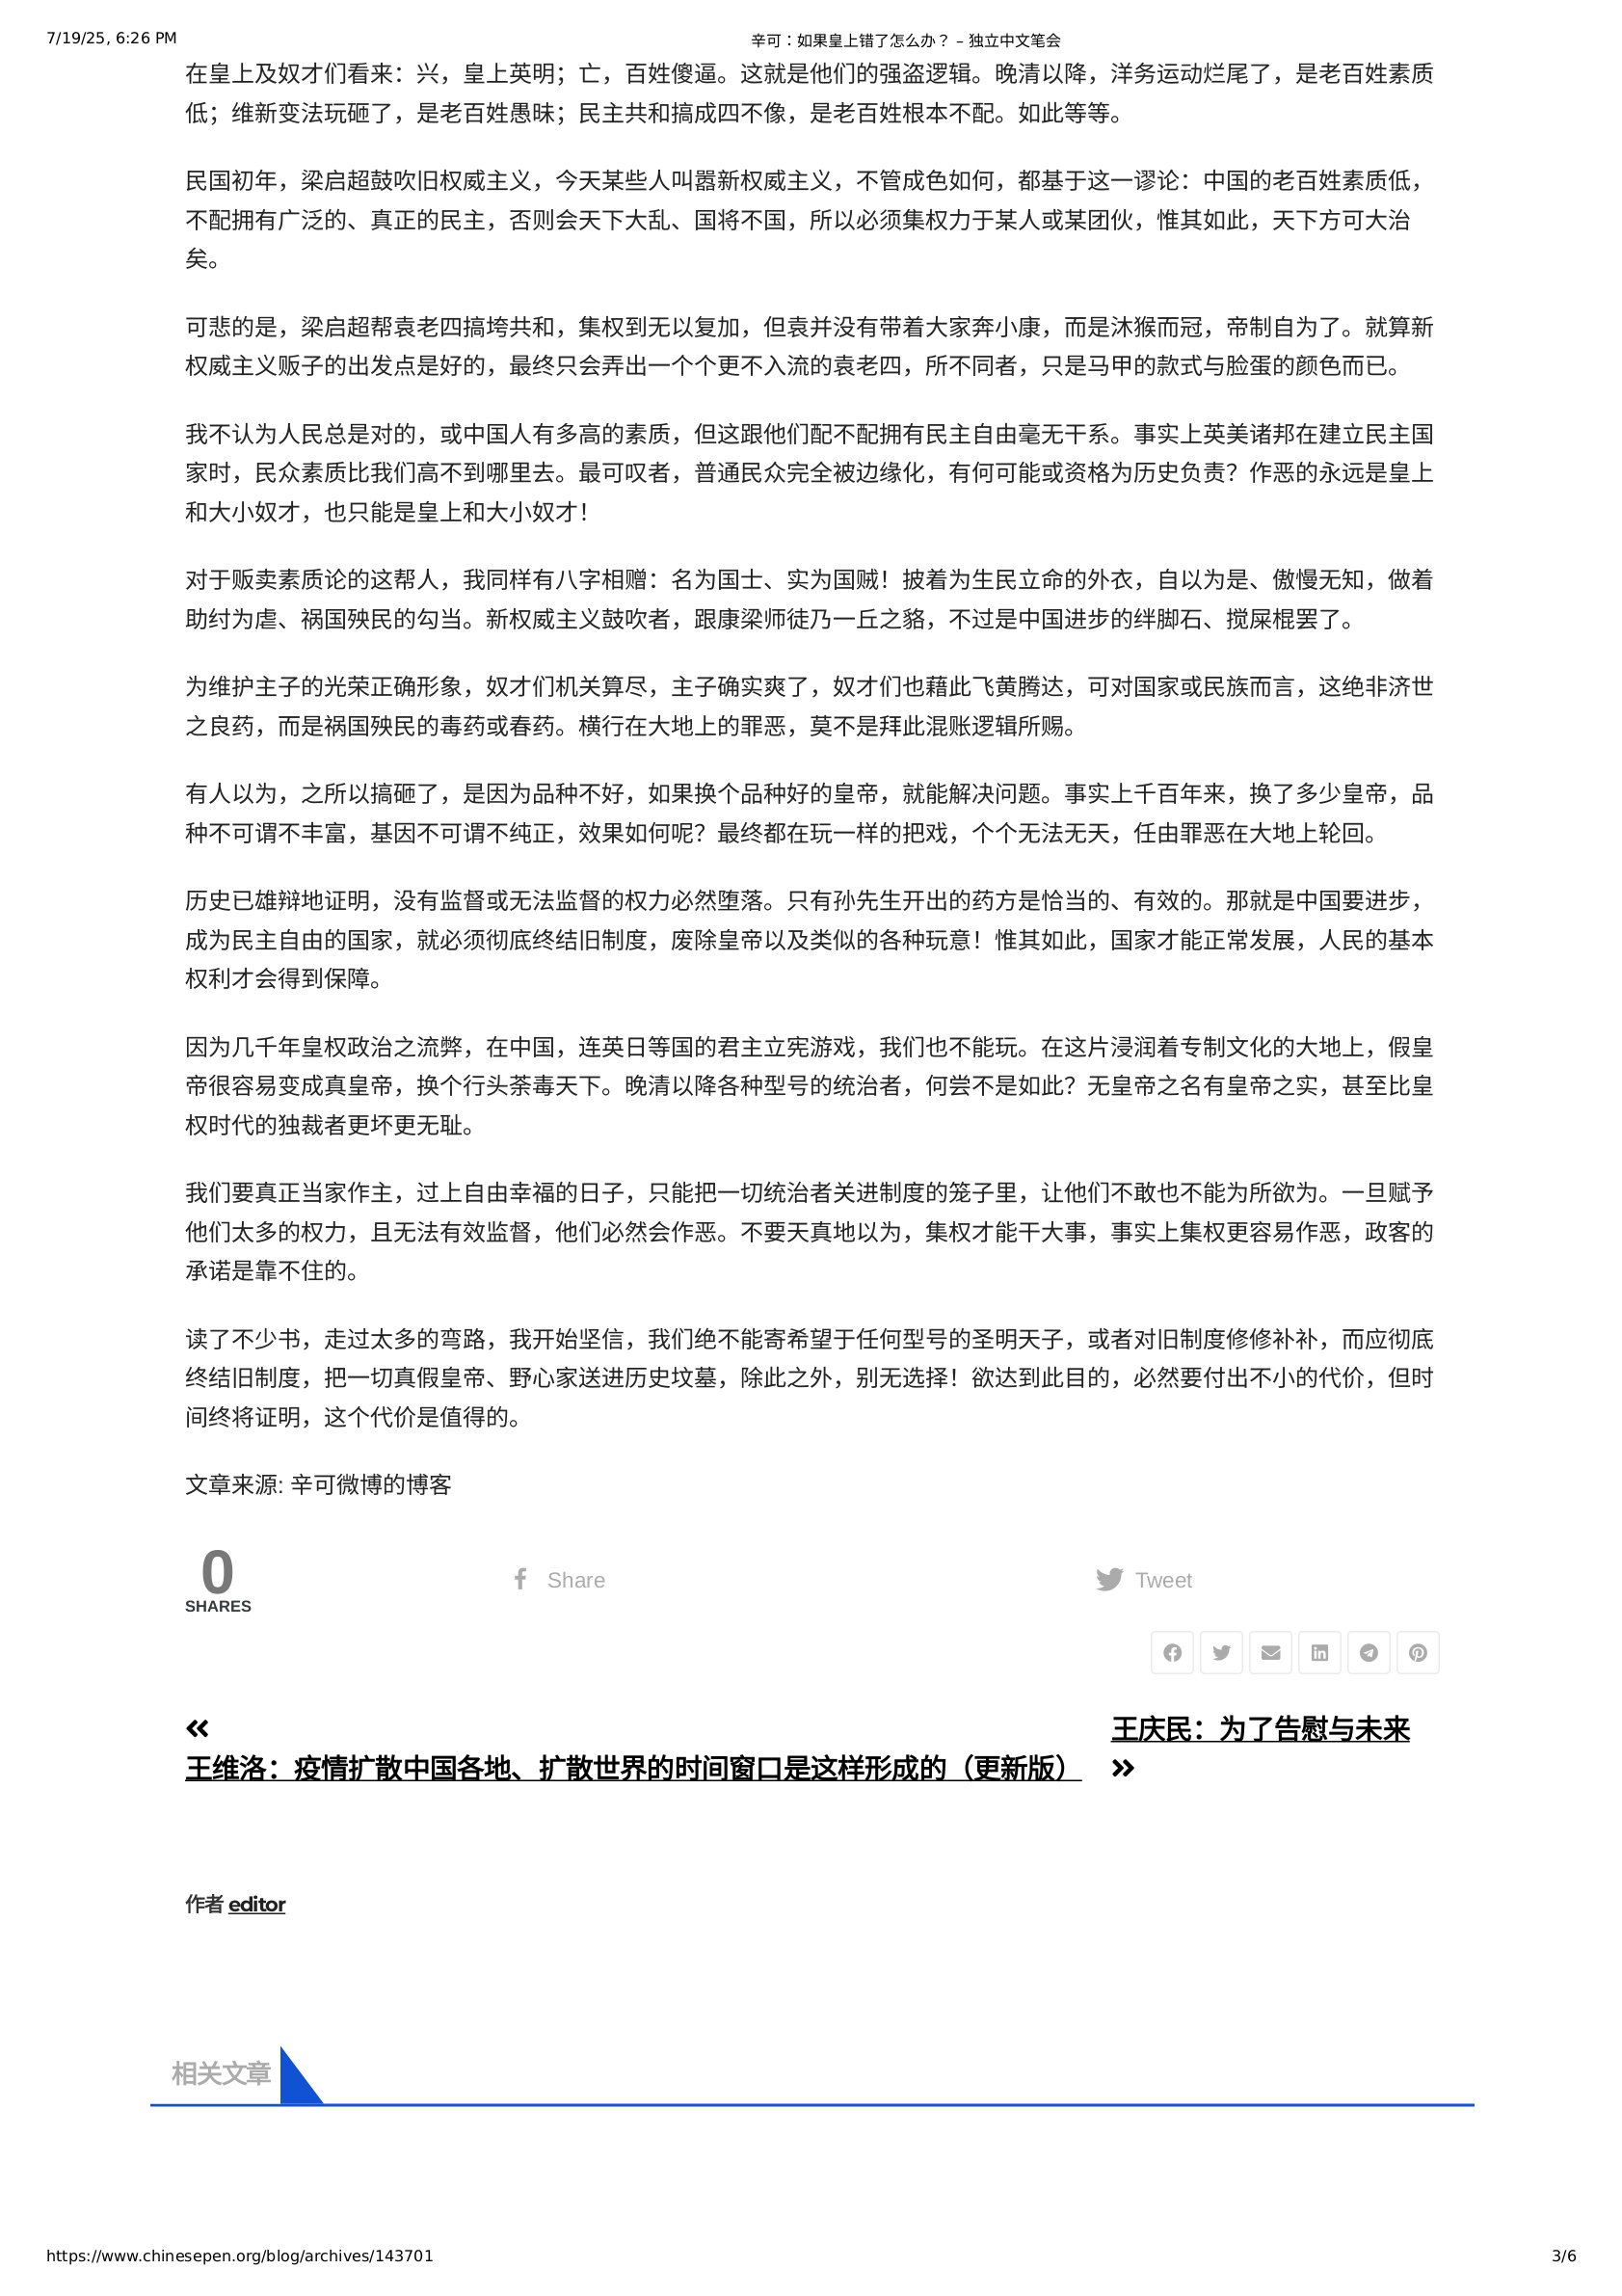 7/19/25, 6:26 PM
辛可：如果皇上错了怎么办？ – 独立中文笔会
在皇上及奴才们看来：兴，皇上英明；亡，百姓傻逼。这就是他们的强盗逻辑。晚清以降，洋务运动烂尾了，是老百姓素质
低；维新变法玩砸了，是老百姓愚昧；民主共和搞成四不像，是老百姓根本不配。如此等等。
民国初年，梁启超鼓吹旧权威主义，今天某些人叫嚣新权威主义，不管成色如何，都基于这一谬论：中国的老百姓素质低，
不配拥有广泛的、真正的民主，否则会天下大乱、国将不国，所以必须集权力于某人或某团伙，惟其如此，天下方可大治
矣。
可悲的是，梁启超帮袁老四搞垮共和，集权到无以复加，但袁并没有带着大家奔小康，而是沐猴而冠，帝制自为了。就算新
权威主义贩子的出发点是好的，最终只会弄出一个个更不入流的袁老四，所不同者，只是马甲的款式与脸蛋的颜色而已。
我不认为人民总是对的，或中国人有多高的素质，但这跟他们配不配拥有民主自由毫无干系。事实上英美诸邦在建立民主国
家时，民众素质比我们高不到哪里去。最可叹者，普通民众完全被边缘化，有何可能或资格为历史负责？作恶的永远是皇上
和大小奴才，也只能是皇上和大小奴才！
对于贩卖素质论的这帮人，我同样有八字相赠：名为国士、实为国贼！披着为生民立命的外衣，自以为是、傲慢无知，做着
助纣为虐、祸国殃民的勾当。新权威主义鼓吹者，跟康梁师徒乃一丘之貉，不过是中国进步的绊脚石、搅屎棍罢了。
为维护主子的光荣正确形象，奴才们机关算尽，主子确实爽了，奴才们也藉此飞黄腾达，可对国家或民族而言，这绝非济世
之良药，而是祸国殃民的毒药或春药。横行在大地上的罪恶，莫不是拜此混账逻辑所赐。
有人以为，之所以搞砸了，是因为品种不好，如果换个品种好的皇帝，就能解决问题。事实上千百年来，换了多少皇帝，品
种不可谓不丰富，基因不可谓不纯正，效果如何呢？最终都在玩一样的把戏，个个无法无天，任由罪恶在大地上轮回。
历史已雄辩地证明，没有监督或无法监督的权力必然堕落。只有孙先生开出的药方是恰当的、有效的。那就是中国要进步，
成为民主自由的国家，就必须彻底终结旧制度，废除皇帝以及类似的各种玩意！惟其如此，国家才能正常发展，人民的基本
权利才会得到保障。
因为几千年皇权政治之流弊，在中国，连英日等国的君主立宪游戏，我们也不能玩。在这片浸润着专制文化的大地上，假皇
帝很容易变成真皇帝，换个行头荼毒天下。晚清以降各种型号的统治者，何尝不是如此？无皇帝之名有皇帝之实，甚至比皇
权时代的独裁者更坏更无耻。
我们要真正当家作主，过上自由幸福的日子，只能把一切统治者关进制度的笼子里，让他们不敢也不能为所欲为。一旦赋予
他们太多的权力，且无法有效监督，他们必然会作恶。不要天真地以为，集权才能干大事，事实上集权更容易作恶，政客的
承诺是靠不住的。
读了不少书，走过太多的弯路，我开始坚信，我们绝不能寄希望于任何型号的圣明天子，或者对旧制度修修补补，而应彻底
终结旧制度，把一切真假皇帝、野心家送进历史坟墓，除此之外，别无选择！欲达到此目的，必然要付出不小的代价，但时
间终将证明，这个代价是值得的。
文章来源: 辛可微博的博客
0
SHARES
Share
Tweet
«
王维洛：疫情扩散中国各地、扩散世界的时间窗口是这样形成的（更新版）
王庆民：为了告慰与未来
»
作者 editor
相关文章
https://www.chinesepen.org/blog/archives/143701
3/6